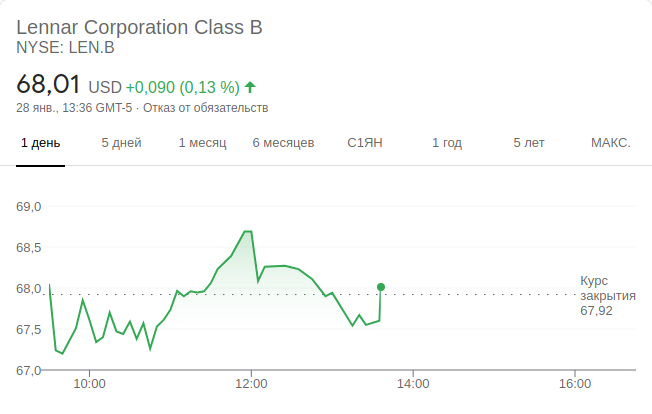 Lennar Corporation Class B
NYSE: LEN.B
68,01 USD +0,090 (0,13 %)
28 янв., 13:36 GMT-5 · Отказ от обязательств
1 день 5 дней 1 месяц 6 месяцев С1ЯН 1 год 5 лет МАКС.
69,0
68,5
68,0
67,5
67,0
Курс
закрытия
67,92
10:00 12:00 14:00 16:00